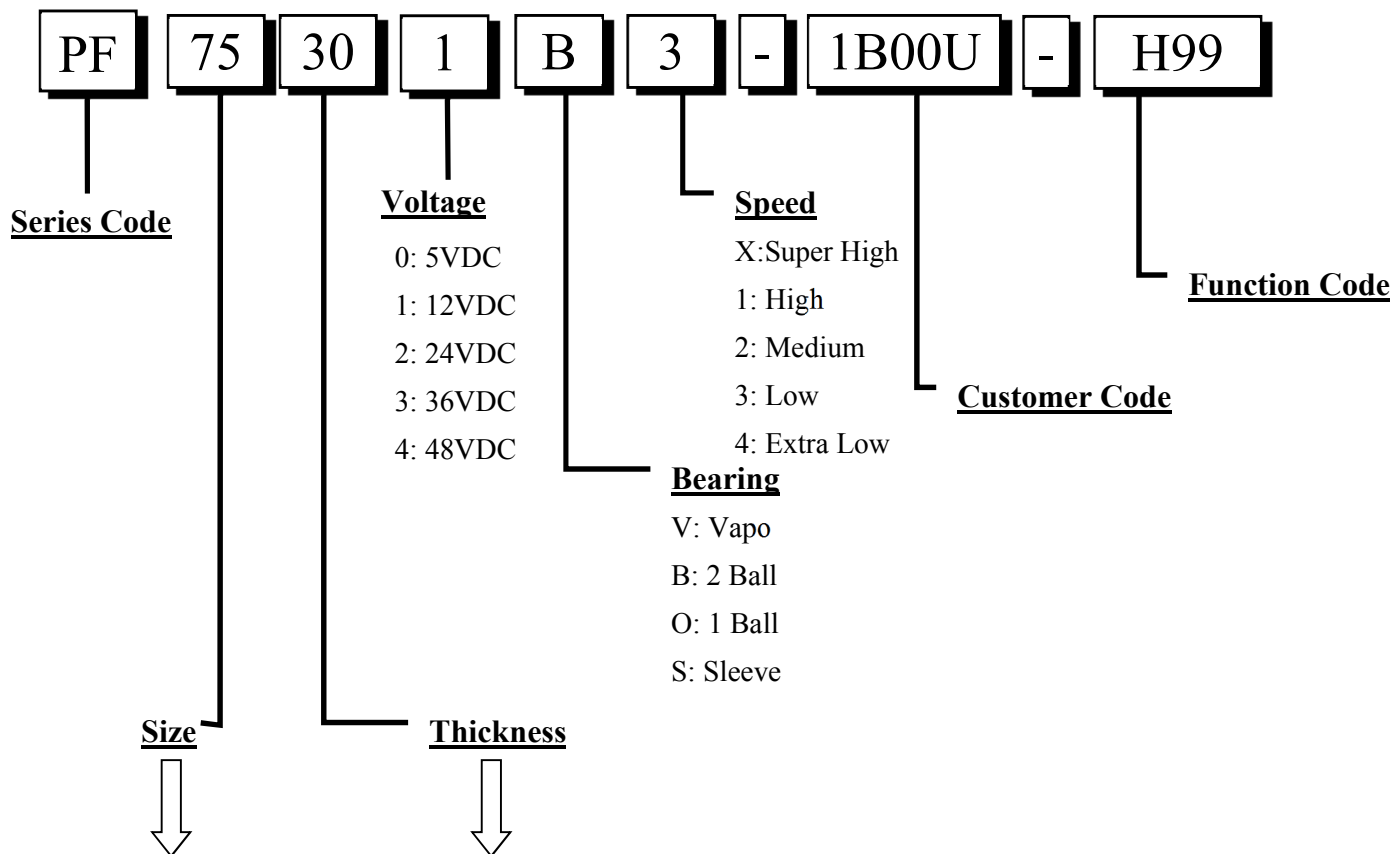 PF 75 30 1 B 3 - 1B00U - H99
Series Code
Voltage
0: 5VDC
1: 12VDC
2: 24VDC
3: 36VDC
4: 48VDC
Speed
X:Super High
1: High
2: Medium
3: Low
4: Extra Low
Function Code
Customer Code
Bearing
V: Vapo
B: 2 Ball
O: 1 Ball
S: Sleeve
Size
Thickness